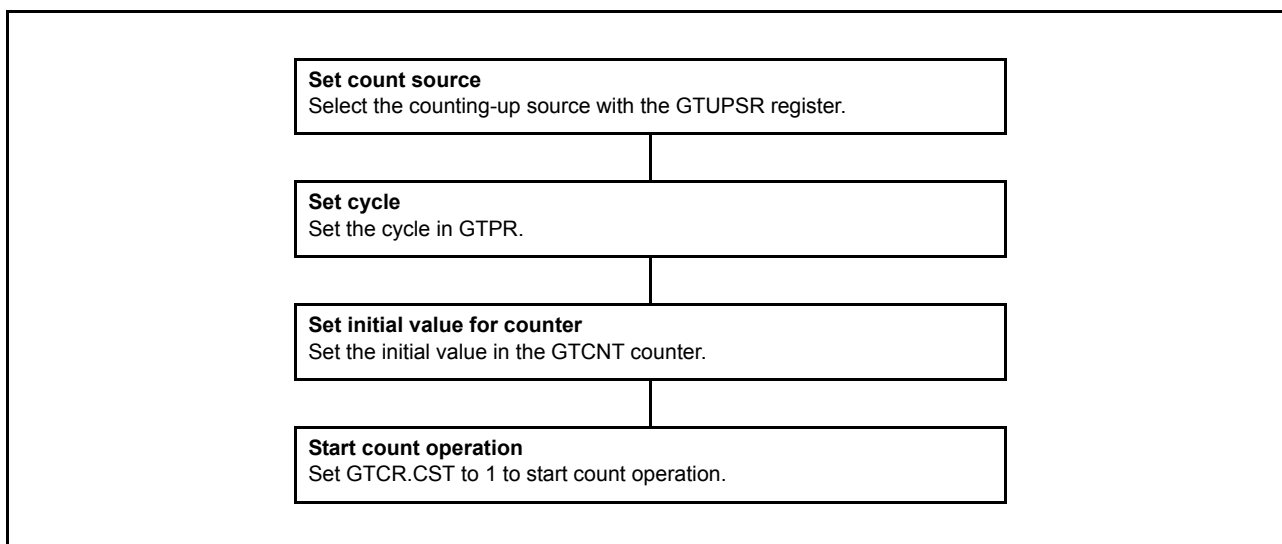 Set count source
Select the counting-up source with the GTUPSR register.
Set cycle
Set the cycle in GTPR.
Set initial value for counter
Set the initial value in the GTCNT counter.
Start count operation
Set GTCR.CST to 1 to start count operation.